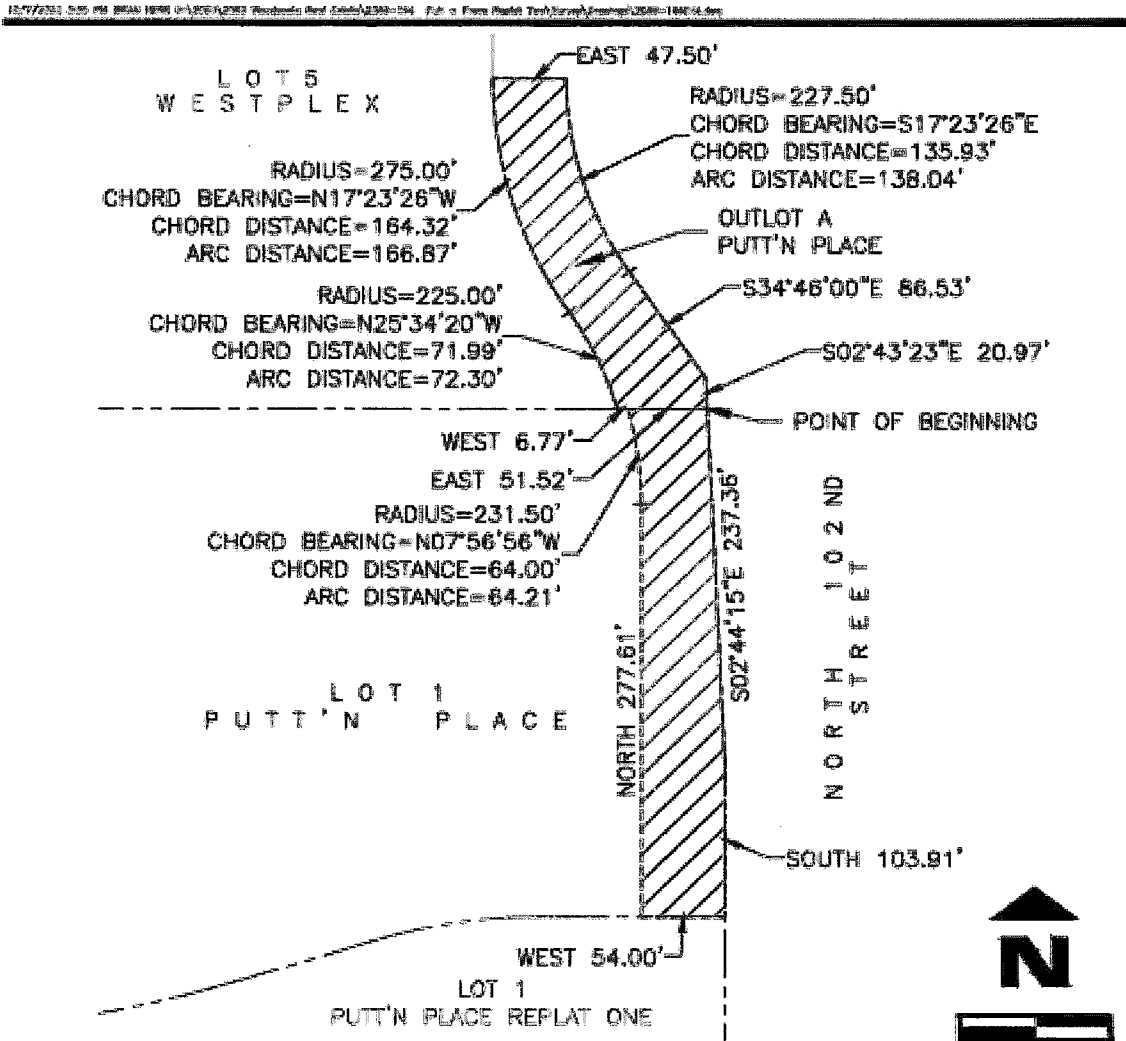 EAST 47.50'
LOT 5
WESTPLEX
RADIUS=227.50'
CHORD BEARING=S17°23'26"E
CHORD DISTANCE=135.93'
ARC DISTANCE=138.04'
RADIUS=275.00'
CHORD BEARING=N17°23'26"W
CHORD DISTANCE=164.32'
ARC DISTANCE=166.87'
OUTLOT A
PUTT'N PLACE
S34°46'00"E 86.53'
RADIUS=225.00'
CHORD BEARING=N25°34'20"W
CHORD DISTANCE=71.99'
ARC DISTANCE=72.30'
S02°43'23"E 20.97'
POINT OF BEGINNING
WEST 6.77'
EAST 51.52'
RADIUS=231.50'
CHORD BEARING=N07°56'56"W
CHORD DISTANCE=64.00'
ARC DISTANCE=64.21'
NORTH 277.61'
S02°44'15"E 237.36'
NORTH 102ND
STREET
LOT 1
PUTT'N PLACE
SOUTH 103.91'
WEST 54.00'
LOT 1
PUTT'N PLACE REPLAT ONE
N